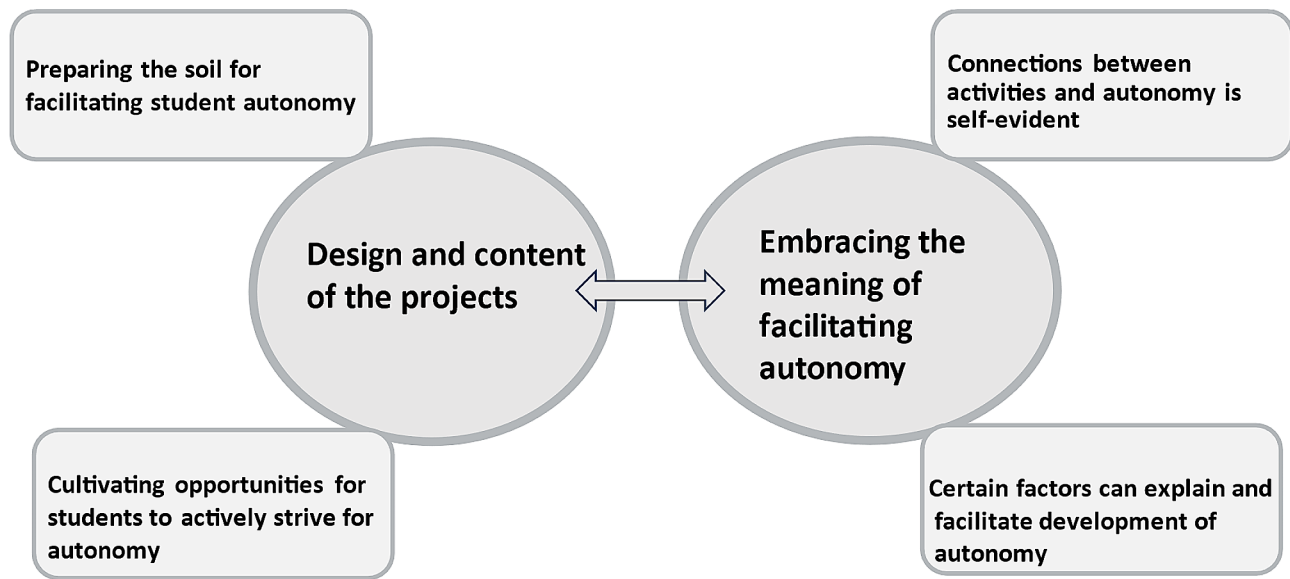 Preparing the soil for
facilitating student autonomy
Connections between
activities and autonomy is
self-evident
Design and content
of the projects
Embracing the
meaning of
facilitating
autonomy
Cultivating opportunities for
students to actively strive for
autonomy
Certain factors can explain and
facilitate development of
autonomy